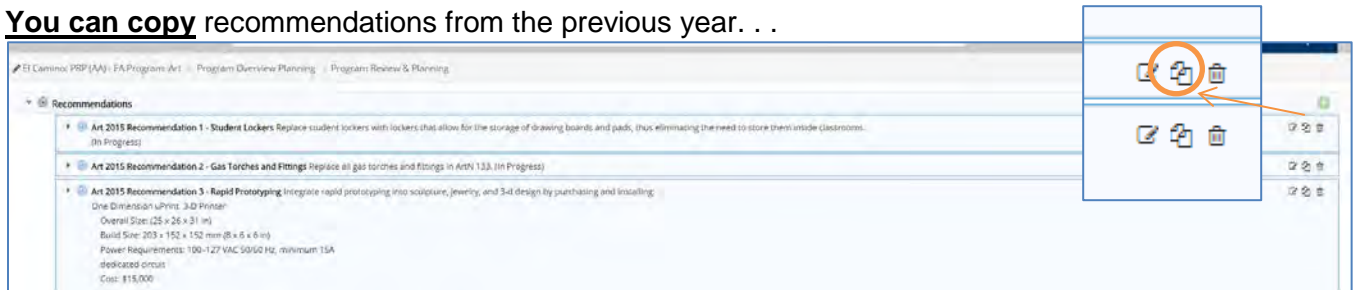 You can copy recommendations from the previous year. . .
El Camino: PRP (AA) - FA Program: Art Program Overview Planning Program Review & Planning
Recommendations
Art 2015 Recommendation 1 - Student Lockers Replace student lockers with lockers that allow for the storage of drawing boards and pads, thus eliminating the need to store them inside classrooms.
(In Progress)
Art 2015 Recommendation 2 - Gas Torches and Fittings Replace all gas torches and fittings in ArtN 133. (In Progress)
Art 2015 Recommendation 3 - Rapid Prototyping Integrate rapid prototyping into sculpture, jewelry, and 3-d design by purchasing and installing:
One Dimension uPrint 3-D Printer
Overall Size: (25 x 26 x 31 in)
Build Size: 203 x 152 x 152 mm (8 x 6 x 6 in)
Power Requirements: 100–127 VAC 50/60 Hz, minimum 15A
dedicated circuit
Cost: $15,000